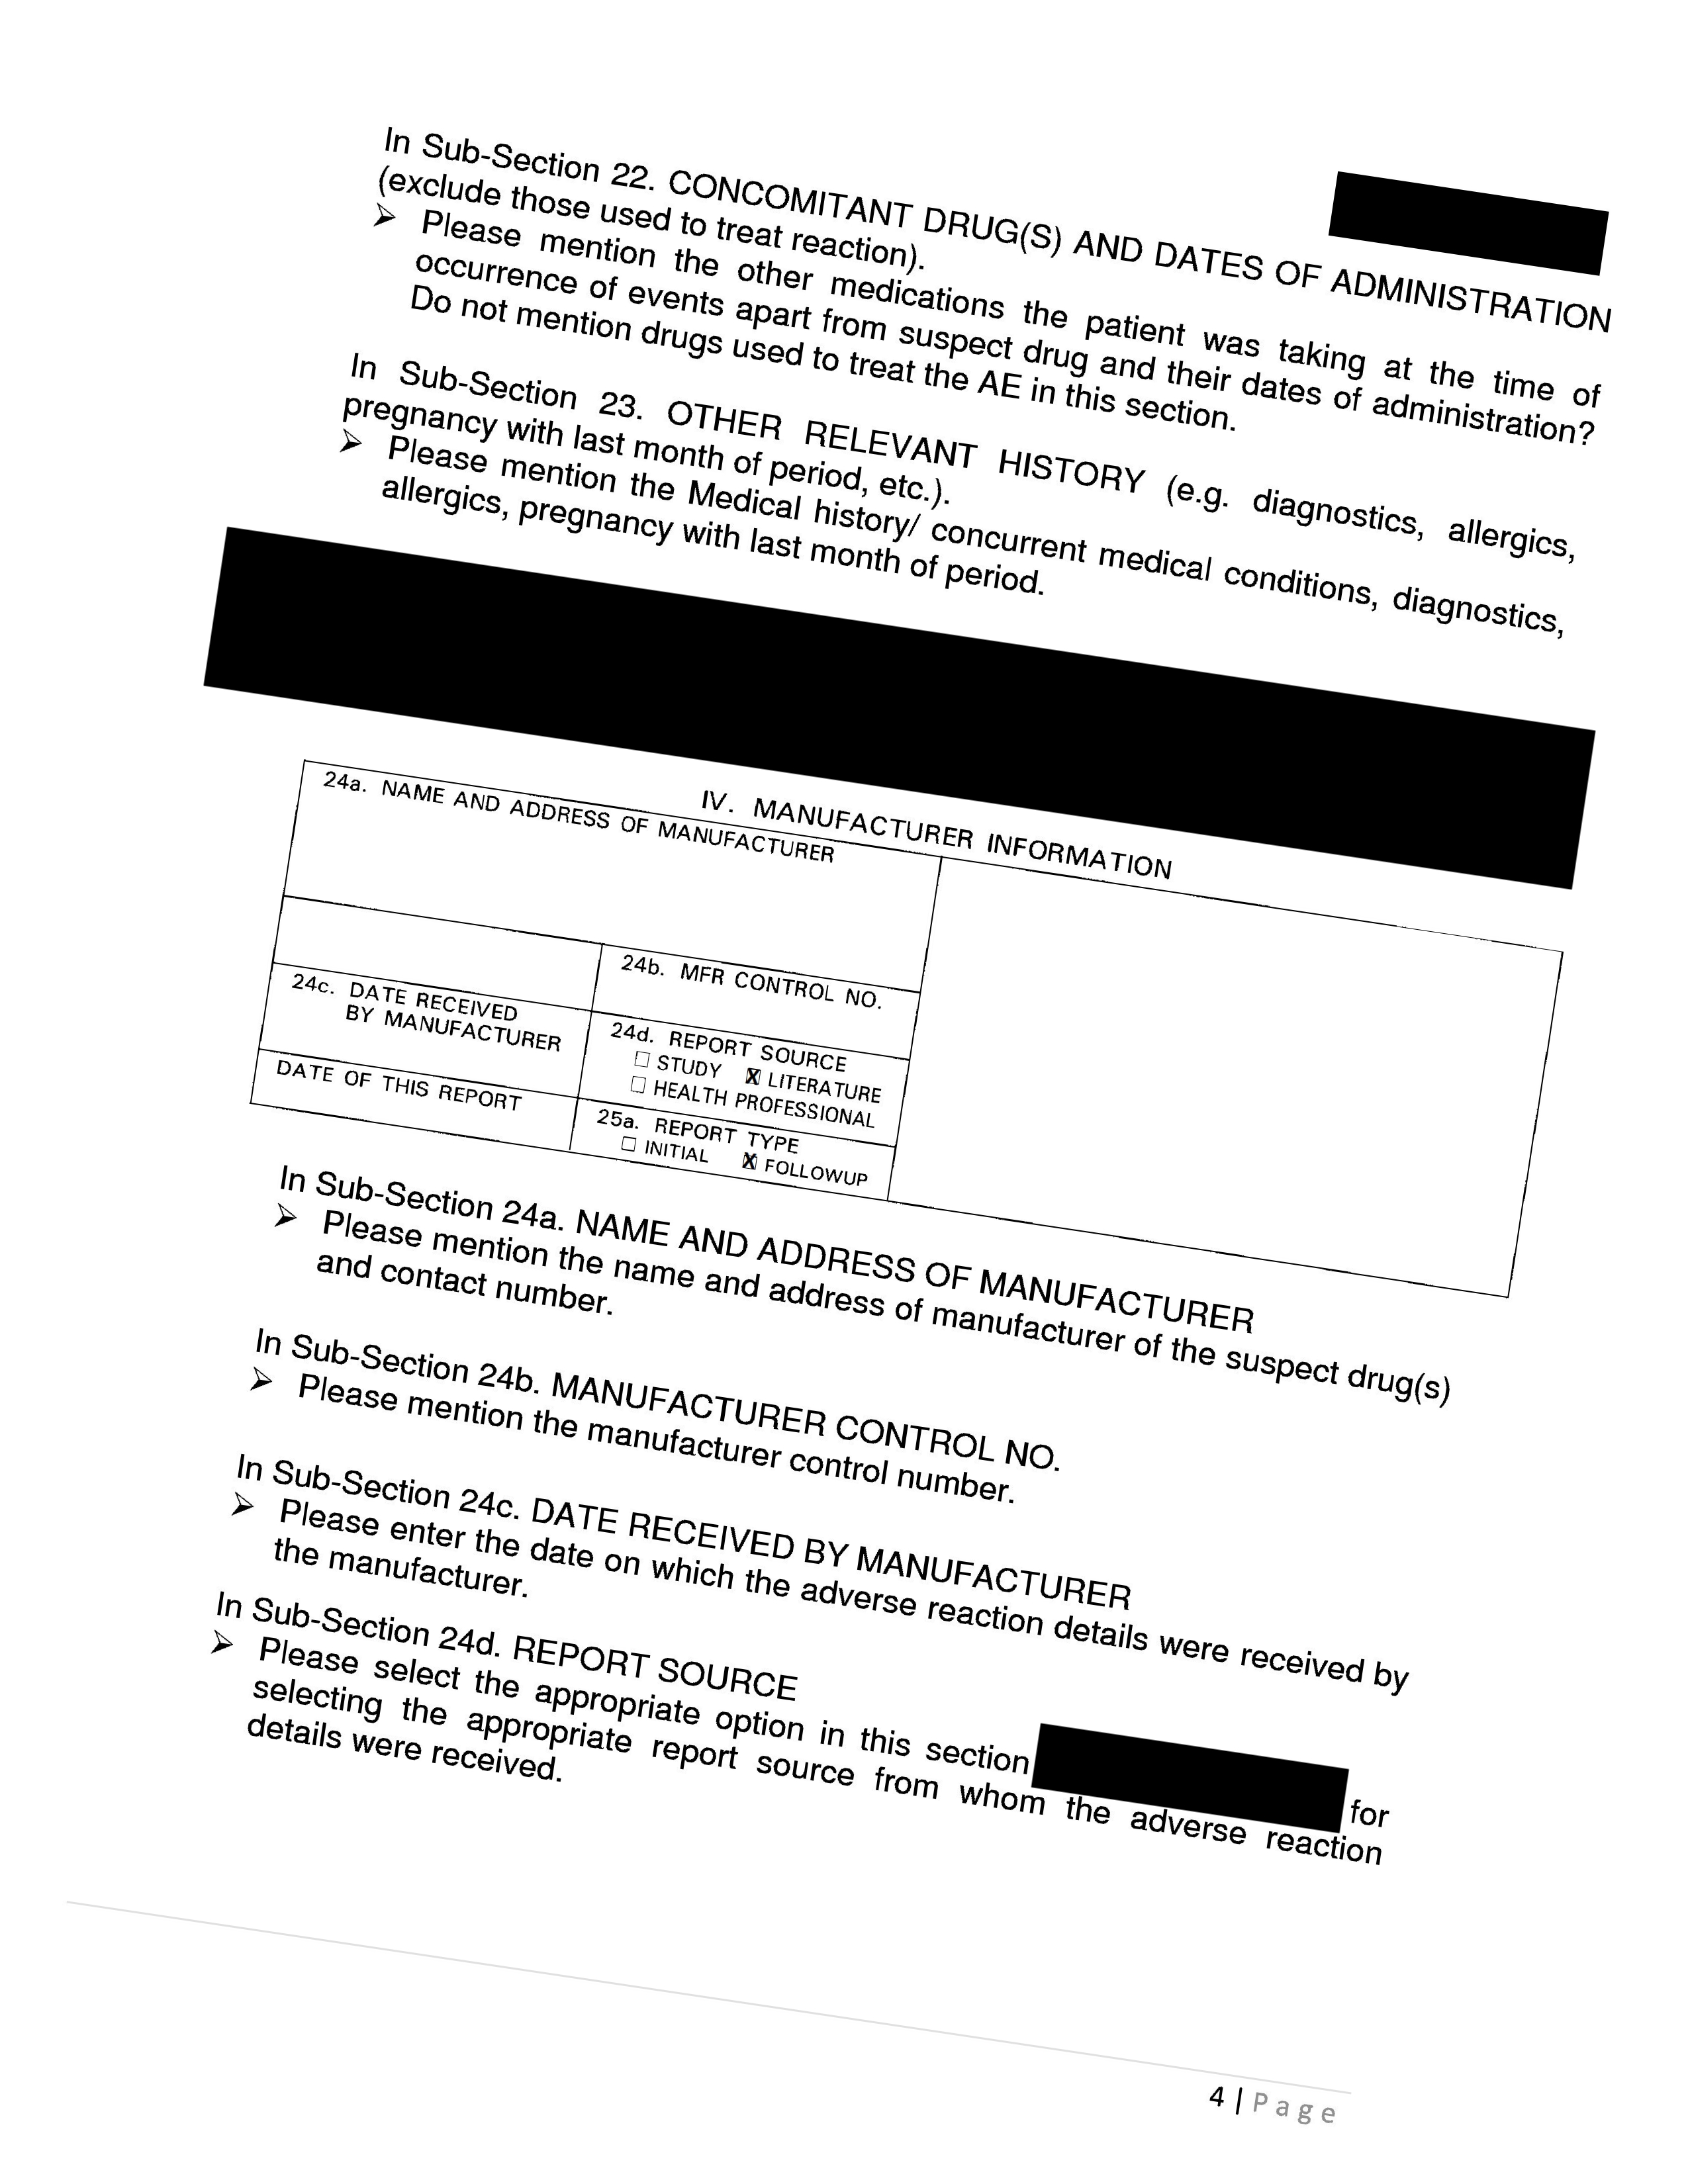 In Sub-Section 22. CONCOMITANT DRUG(S) AND DATES OF ADMINISTRATION
(exclude those used to treat reaction).
➢ Please mention the other medications the patient was taking at the time of
occurrence of events apart from suspect drug and their dates of administration?
Do not mention drugs used to treat the AE in this section.
In Sub-Section 23. OTHER RELEVANT HISTORY (e.g. diagnostics, allergics,
pregnancy with last month of period, etc.).
➢ Please mention the Medical history/ concurrent medical conditions, diagnostics,
allergics, pregnancy with last month of period.
IV. MANUFACTURER INFORMATION
24a. NAME AND ADDRESS OF MANUFACTURER
24b. MFR CONTROL NO.
24c. DATE RECEIVED
BY MANUFACTURER
24d. REPORT SOURCE
☐ STUDY ☒ LITERATURE
☐ HEALTH PROFESSIONAL
DATE OF THIS REPORT
25a. REPORT TYPE
☐ INITIAL ☒ FOLLOWUP
In Sub-Section 24a. NAME AND ADDRESS OF MANUFACTURER
➢ Please mention the name and address of manufacturer of the suspect drug(s)
and contact number.
In Sub-Section 24b. MANUFACTURER CONTROL NO.
➢ Please mention the manufacturer control number.
In Sub-Section 24c. DATE RECEIVED BY MANUFACTURER
➢ Please enter the date on which the adverse reaction details were received by
the manufacturer.
In Sub-Section 24d. REPORT SOURCE
➢ Please select the appropriate option in this section for
selecting the appropriate report source from whom the adverse reaction
details were received.
4 | Page